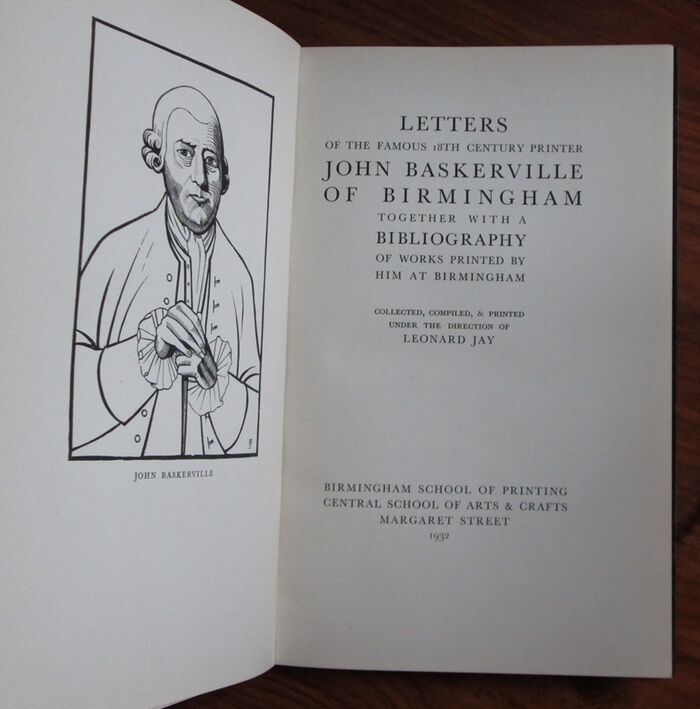 JOHN BASKERVILLE
LETTERS
OF THE FAMOUS 18TH CENTURY PRINTER
JOHN BASKERVILLE
OF BIRMINGHAM
TOGETHER WITH A
BIBLIOGRAPHY
OF WORKS PRINTED BY
HIM AT BIRMINGHAM
COLLECTED, COMPILED, & PRINTED
UNDER THE DIRECTION OF
LEONARD JAY
BIRMINGHAM SCHOOL OF PRINTING
CENTRAL SCHOOL OF ARTS & CRAFTS
MARGARET STREET
1932